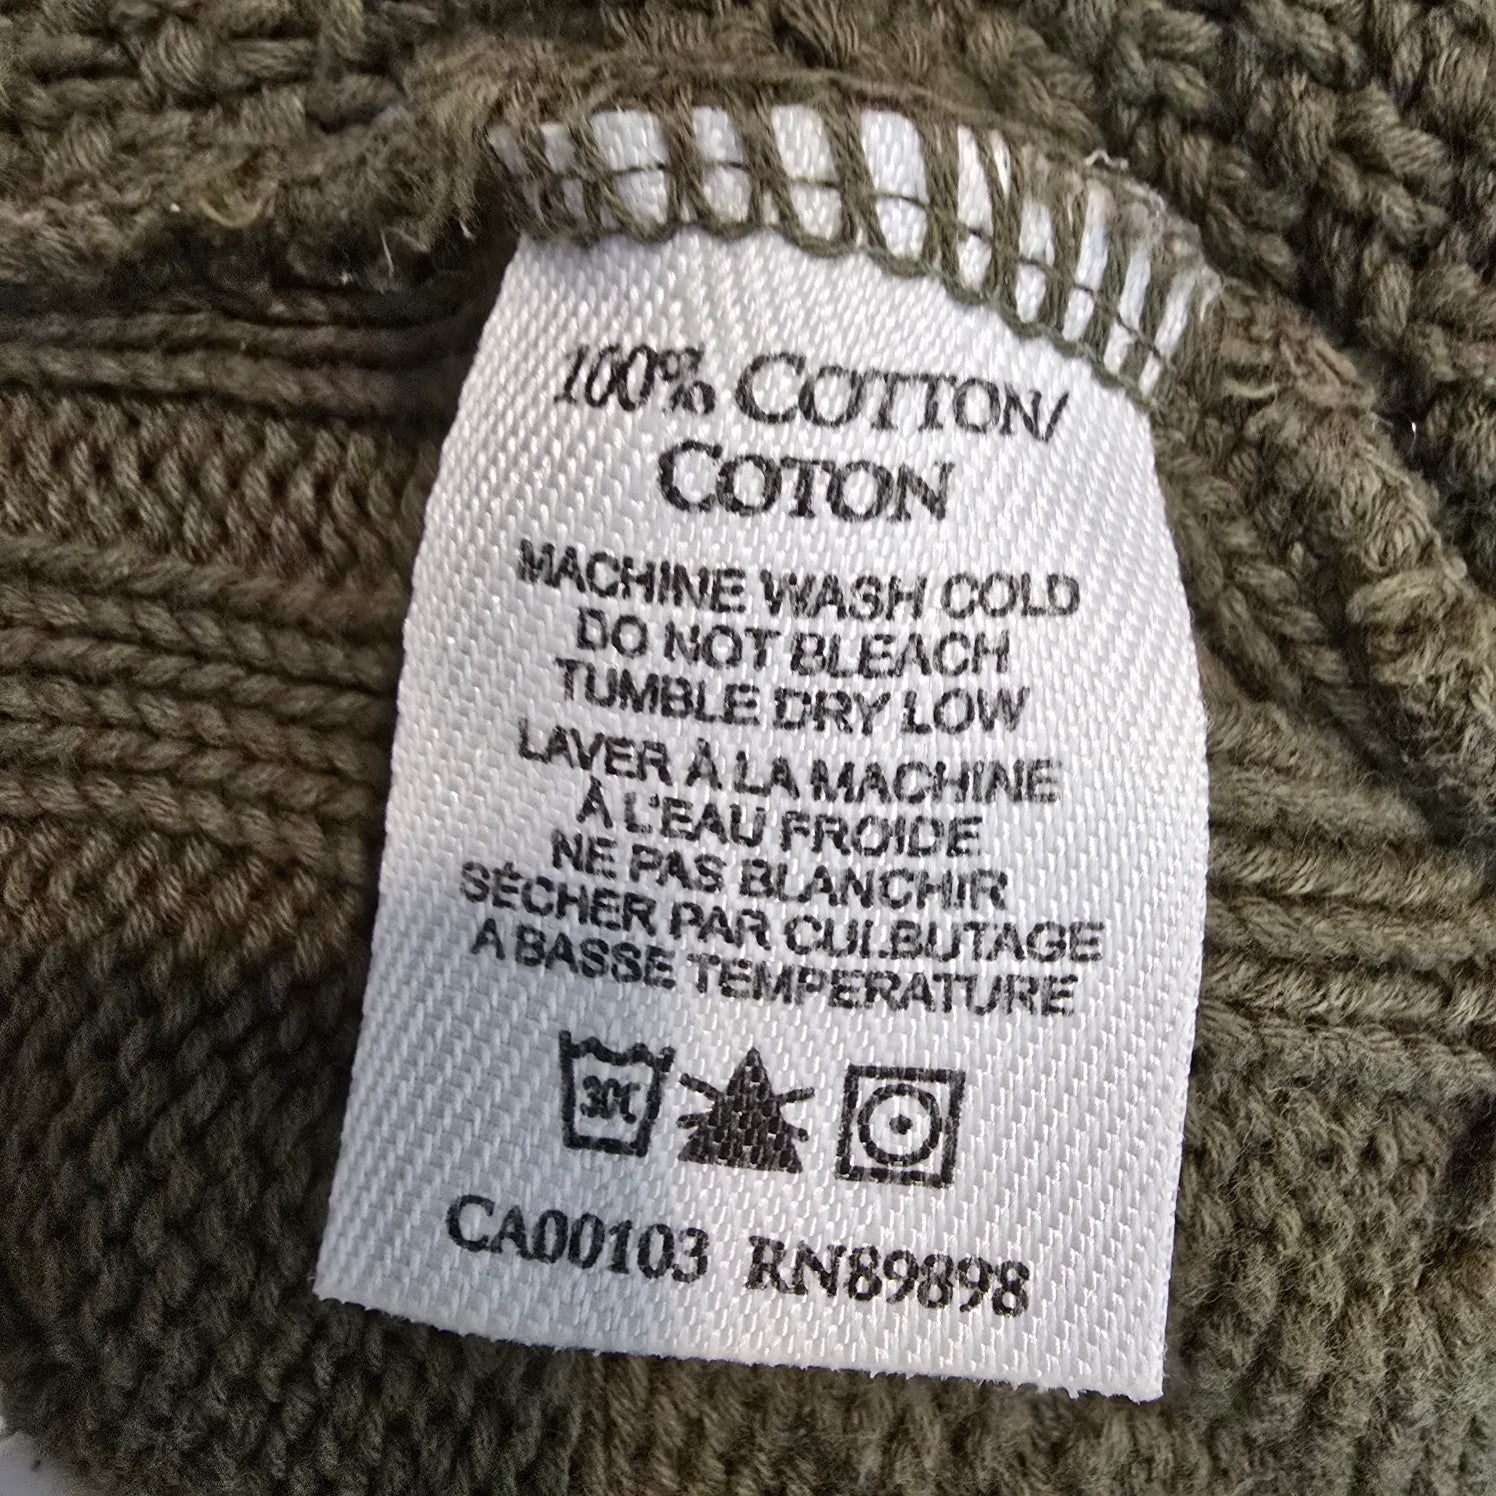 100% COTTON/
COTON
MACHINE WASH COLD
DO NOT BLEACH
TUMBLE DRY LOW
LAVER À LA MACHINE
À L'EAU FROIDE
NE PAS BLANCHIR
SÉCHER PAR CULBUTAGE
A BASSE TEMPERATURE
30C
CA00103 RN89898